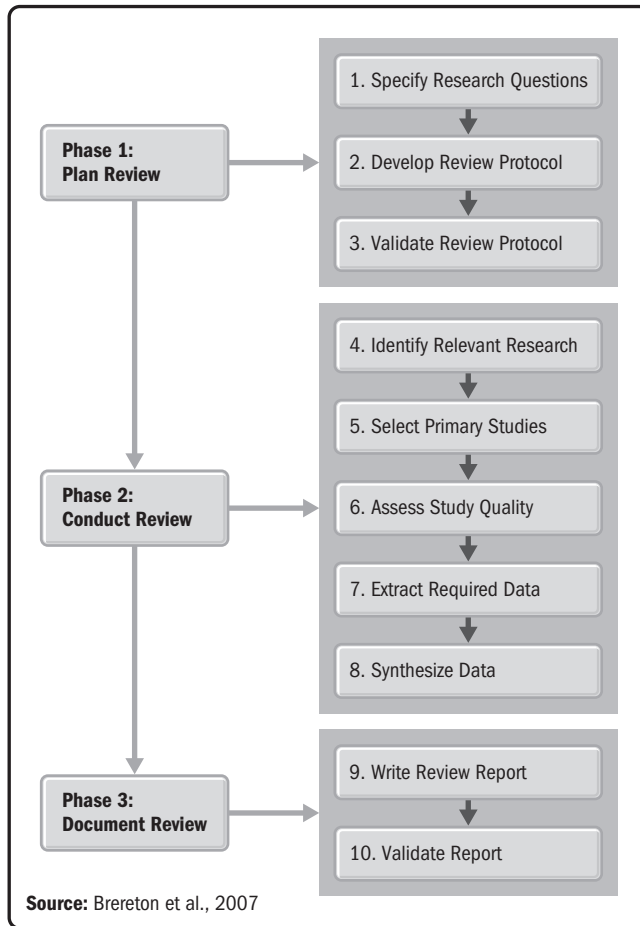 Phase 1:
Plan Review
1. Specify Research Questions
2. Develop Review Protocol
3. Validate Review Protocol
Phase 2:
Conduct Review
4. Identify Relevant Research
5. Select Primary Studies
6. Assess Study Quality
7. Extract Required Data
8. Synthesize Data
Phase 3:
Document Review
9. Write Review Report
10. Validate Report
Source: Brereton et al., 2007